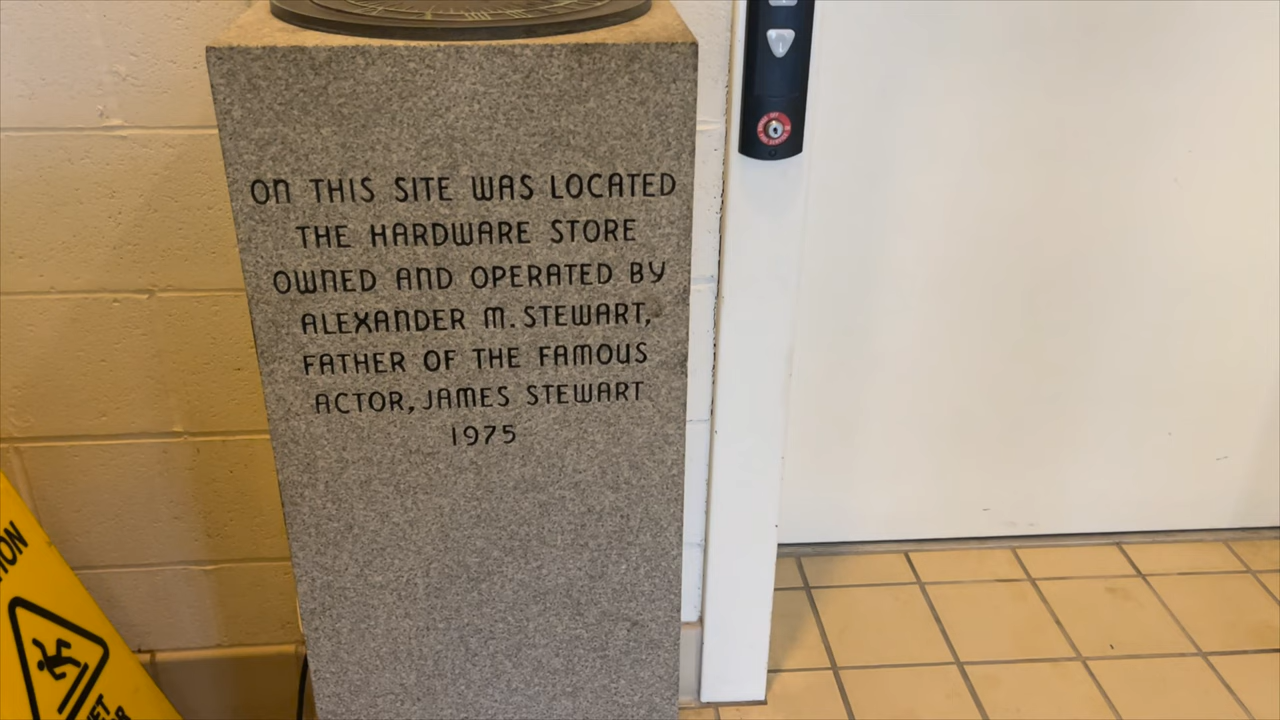 ON THIS SITE WAS LOCATED
THE HARDWARE STORE
OWNED AND OPERATED BY
ALEXANDER M. STEWART,
FATHER OF THE FAMOUS
ACTOR, JAMES STEWART
1975